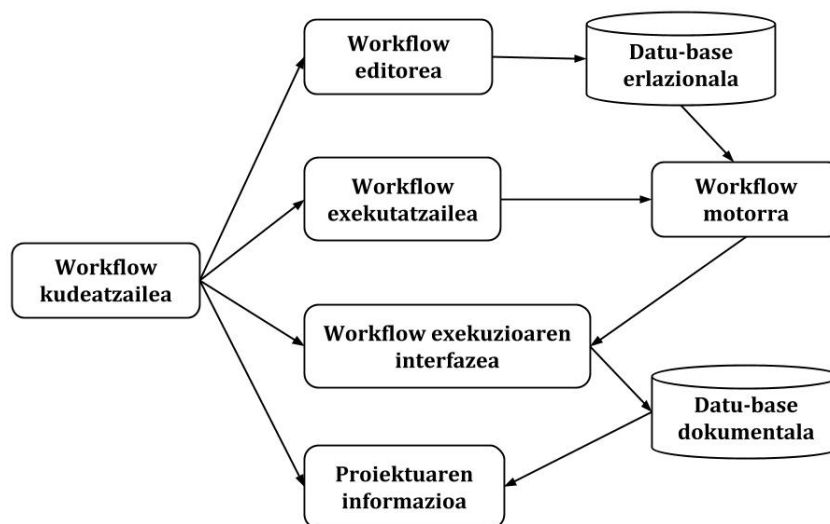 Workflow
editorea
Datu-base
erlazionala
Workflow
exekutatzailea
Workflow
motorra
Workflow
kudeatzailea
Workflow exekuzioaren
interfazea
Datu-base
dokumentala
Proiektuaren
informazioa